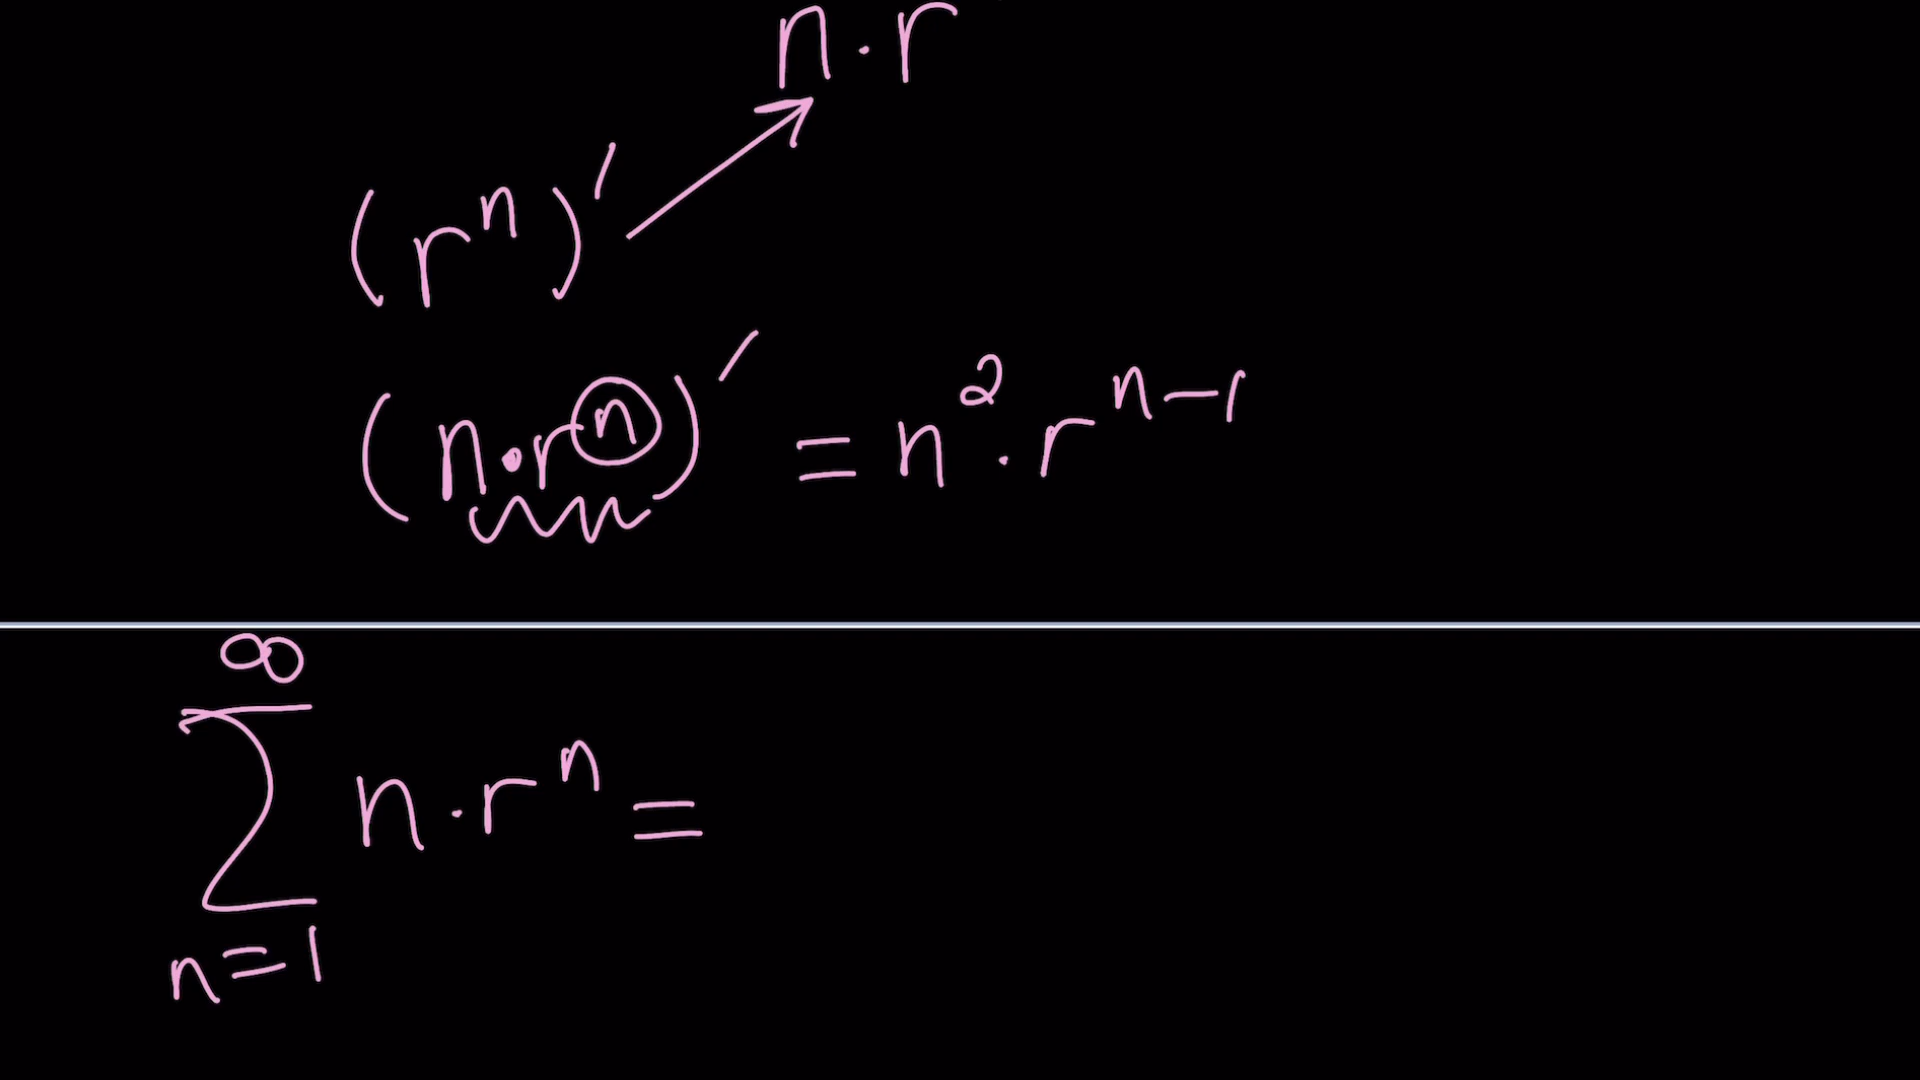 n · r
(rⁿ)′
(n · rⁿ)′ = n² · rⁿ⁻¹
∞
∑ n · rⁿ =
n = 1